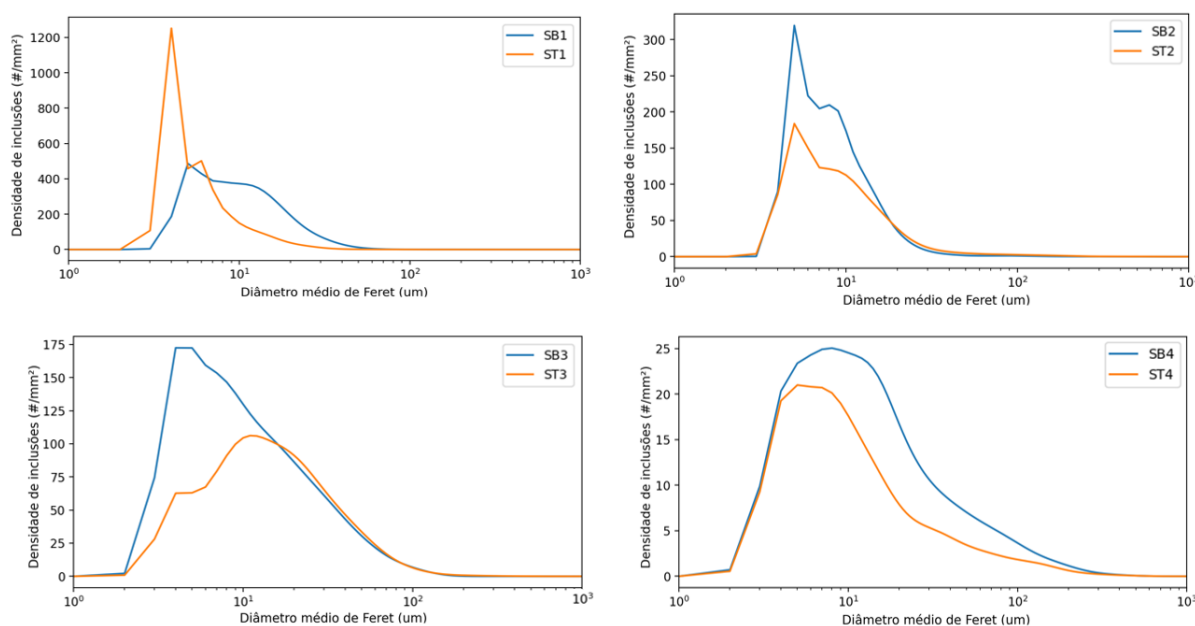 Densidade de inclusões (#/mm²)
1200
1000
800
600
400
200
0
SB1
ST1
10⁰
10¹
10²
10³
Diâmetro médio de Feret (um)
Densidade de inclusões (#/mm²)
300
250
200
150
100
50
0
SB2
ST2
10⁰
10¹
10²
1
Diâmetro médio de Feret (um)
Densidade de inclusões (#/mm²)
175
150
125
100
75
50
25
0
SB3
ST3
10⁰
10¹
10²
10³
Diâmetro médio de Feret (um)
Densidade de inclusões (#/mm²)
25
20
15
10
5
0
SB4
ST4
10⁰
10¹
10²
10³
Diâmetro médio de Feret (um)